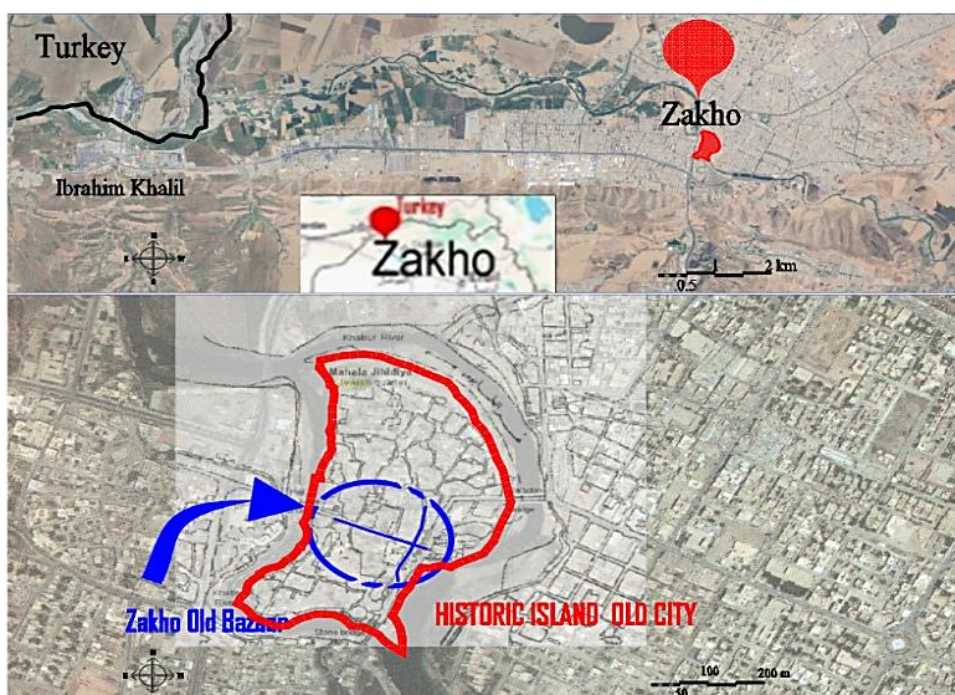 Turkey
Zakho
Ibrahim Khalil
Turkey
Zakho
0.5
1
2 km
Khabur River
Mahala Jihidiya
Jewish quarter
Zakho Old Bazaar
HISTORIC ISLAND OLD CITY
Stone bridge
50
100
200 m